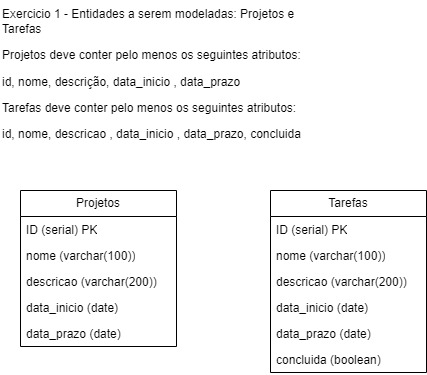 Exercicio 1 - Entidades a serem modeladas: Projetos e
Tarefas
Projetos deve conter pelo menos os seguintes atributos:
id, nome, descrição, data_inicio , data_prazo
Tarefas deve conter pelo menos os seguintes atributos:
id, nome, descricao , data_inicio , data_prazo, concluida
Projetos
ID (serial) PK
nome (varchar(100))
descricao (varchar(200))
data_inicio (date)
data_prazo (date)
Tarefas
ID (serial) PK
nome (varchar(100))
descricao (varchar(200))
data_inicio (date)
data_prazo (date)
concluida (boolean)